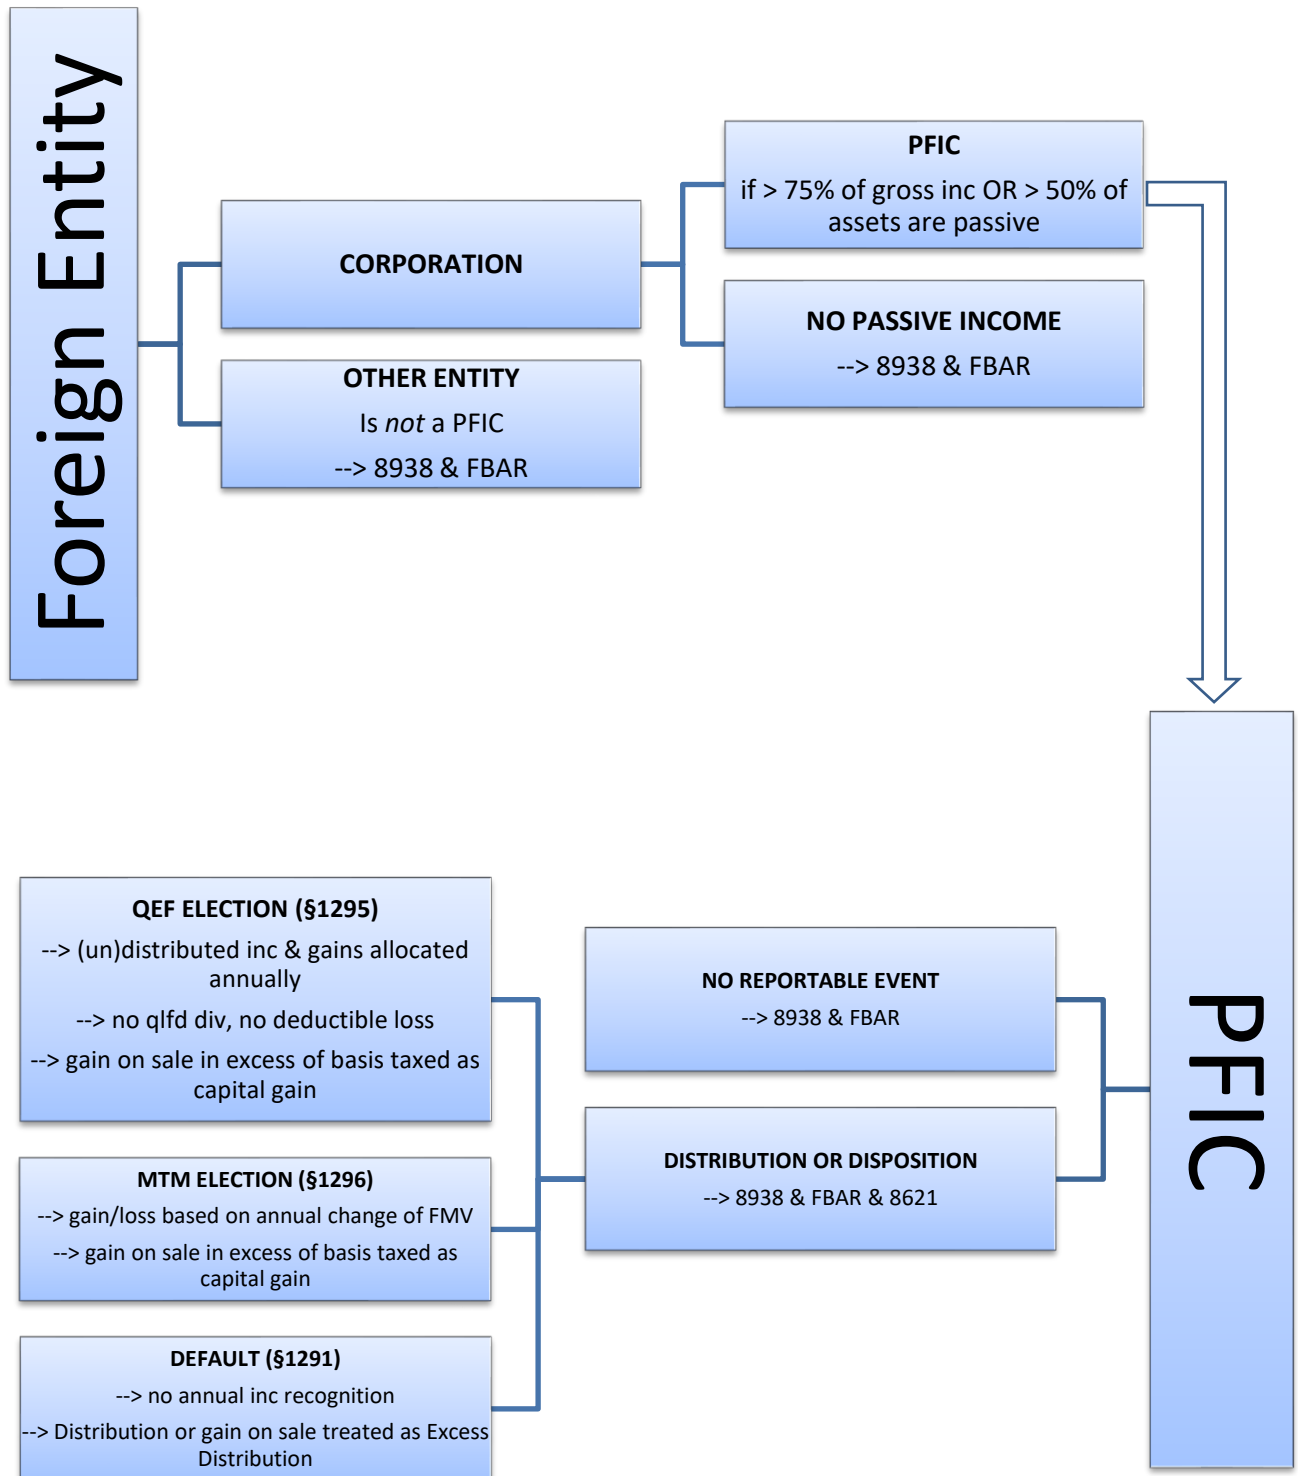 Foreign Entity
CORPORATION
OTHER ENTITY
Is not a PFIC
--> 8938 & FBAR
PFIC
if > 75% of gross inc OR > 50% of
assets are passive
NO PASSIVE INCOME
--> 8938 & FBAR
PFIC
NO REPORTABLE EVENT
--> 8938 & FBAR
DISTRIBUTION OR DISPOSITION
--> 8938 & FBAR & 8621
QEF ELECTION (§1295)
--> (un)distributed inc & gains allocated
annually
--> no qlfd div, no deductible loss
--> gain on sale in excess of basis taxed as
capital gain
MTM ELECTION (§1296)
--> gain/loss based on annual change of FMV
--> gain on sale in excess of basis taxed as
capital gain
DEFAULT (§1291)
--> no annual inc recognition
--> Distribution or gain on sale treated as Excess
Distribution